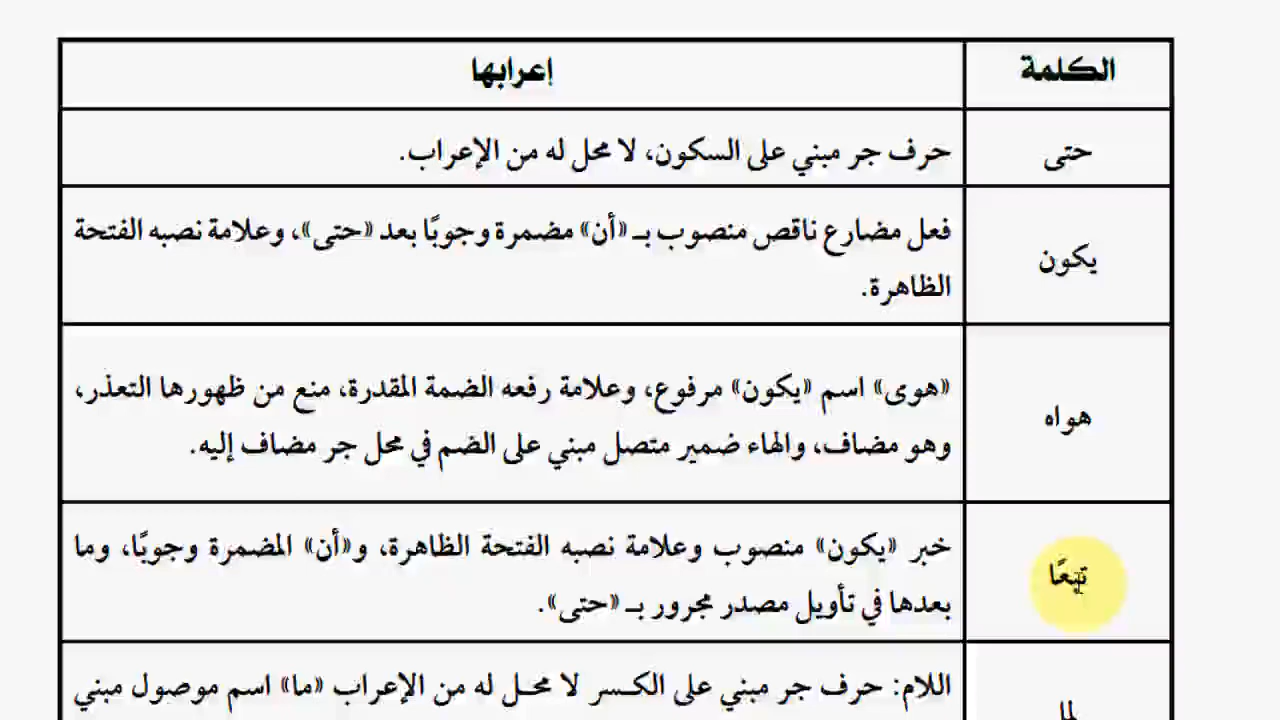 الكلمة إعرابها
حتى حرف جر مبني على السكون، لا محل له من الإعراب.
يكون فعل مضارع ناقص منصوب بـ «أن» مضمرة وجوبًا بعد «حتى»، وعلامة نصبه الفتحة
الظاهرة.
هواه «هوى» اسم «يكون» مرفوع، وعلامة رفعه الضمة المقدرة، منع من ظهورها التعذر،
وهو مضاف، والهاء ضمير متصل مبني على الضم في محل جر مضاف إليه.
تبعًا خبر «يكون» منصوب وعلامة نصبه الفتحة الظاهرة، و«أن» المضمرة وجوبًا، وما
بعدها في تأويل مصدر مجرور بـ «حتى».
لما اللام: حرف جر مبني على الكسر لا محل له من الإعراب «ما» اسم موصول مبني